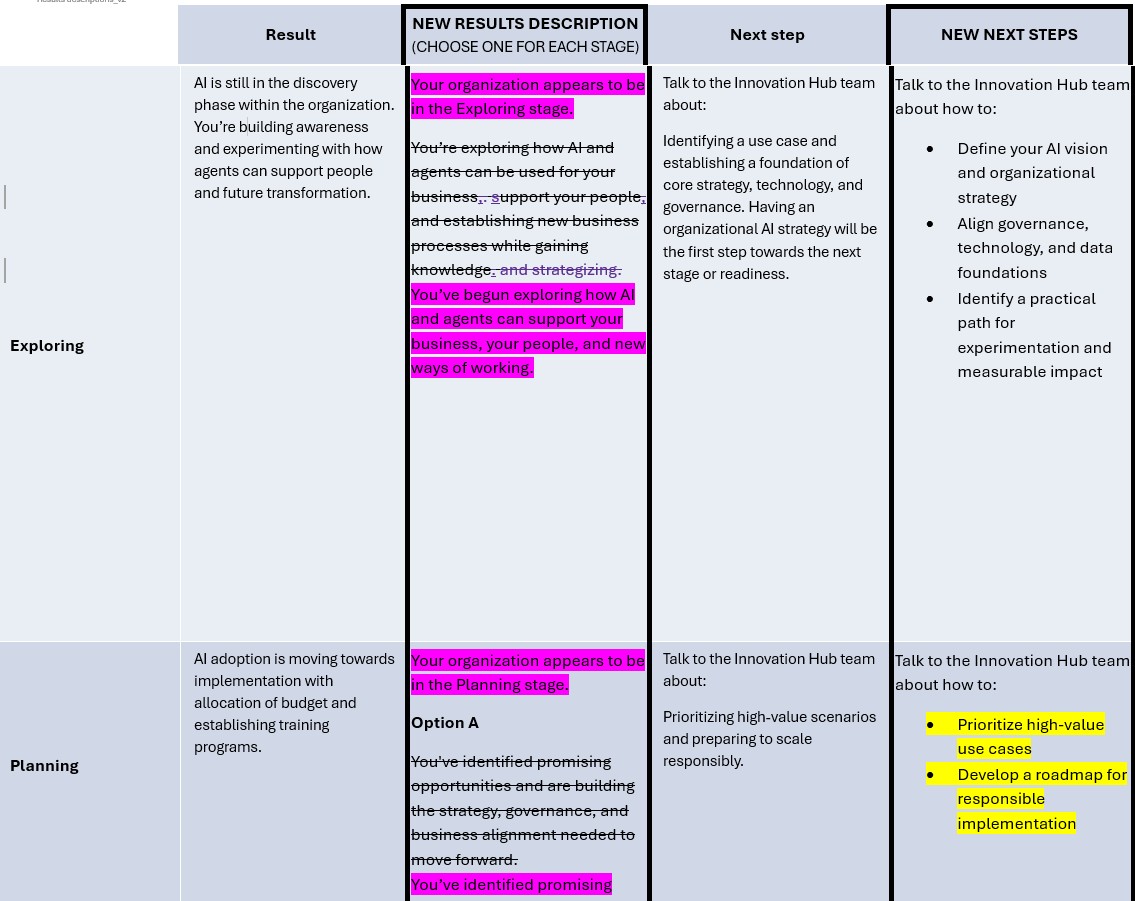 Results descriptions_v2
Result
NEW RESULTS DESCRIPTION
(CHOOSE ONE FOR EACH STAGE)
Next step
NEW NEXT STEPS
Exploring
AI is still in the discovery
phase within the organization.
You’re building awareness
and experimenting with how
agents can support people
and future transformation.
Your organization appears to be
in the Exploring stage.
You’re exploring how AI and
agents can be used for your
business,. support your people,
and establishing new business
processes while gaining
knowledge. and strategizing.
You’ve begun exploring how AI
and agents can support your
business, your people, and new
ways of working.
Talk to the Innovation Hub team
about:
Identifying a use case and
establishing a foundation of
core strategy, technology, and
governance. Having an
organizational AI strategy will be
the first step towards the next
stage or readiness.
Talk to the Innovation Hub team
about how to:
• Define your AI vision
and organizational
strategy
• Align governance,
technology, and data
foundations
• Identify a practical
path for
experimentation and
measurable impact
Planning
AI adoption is moving towards
implementation with
allocation of budget and
establishing training
programs.
Your organization appears to be
in the Planning stage.
Option A
You’ve identified promising
opportunities and are building
the strategy, governance, and
business alignment needed to
move forward.
You’ve identified promising
Talk to the Innovation Hub team
about:
Prioritizing high-value scenarios
and preparing to scale
responsibly.
Talk to the Innovation Hub team
about how to:
• Prioritize high-value
use cases
• Develop a roadmap for
responsible
implementation